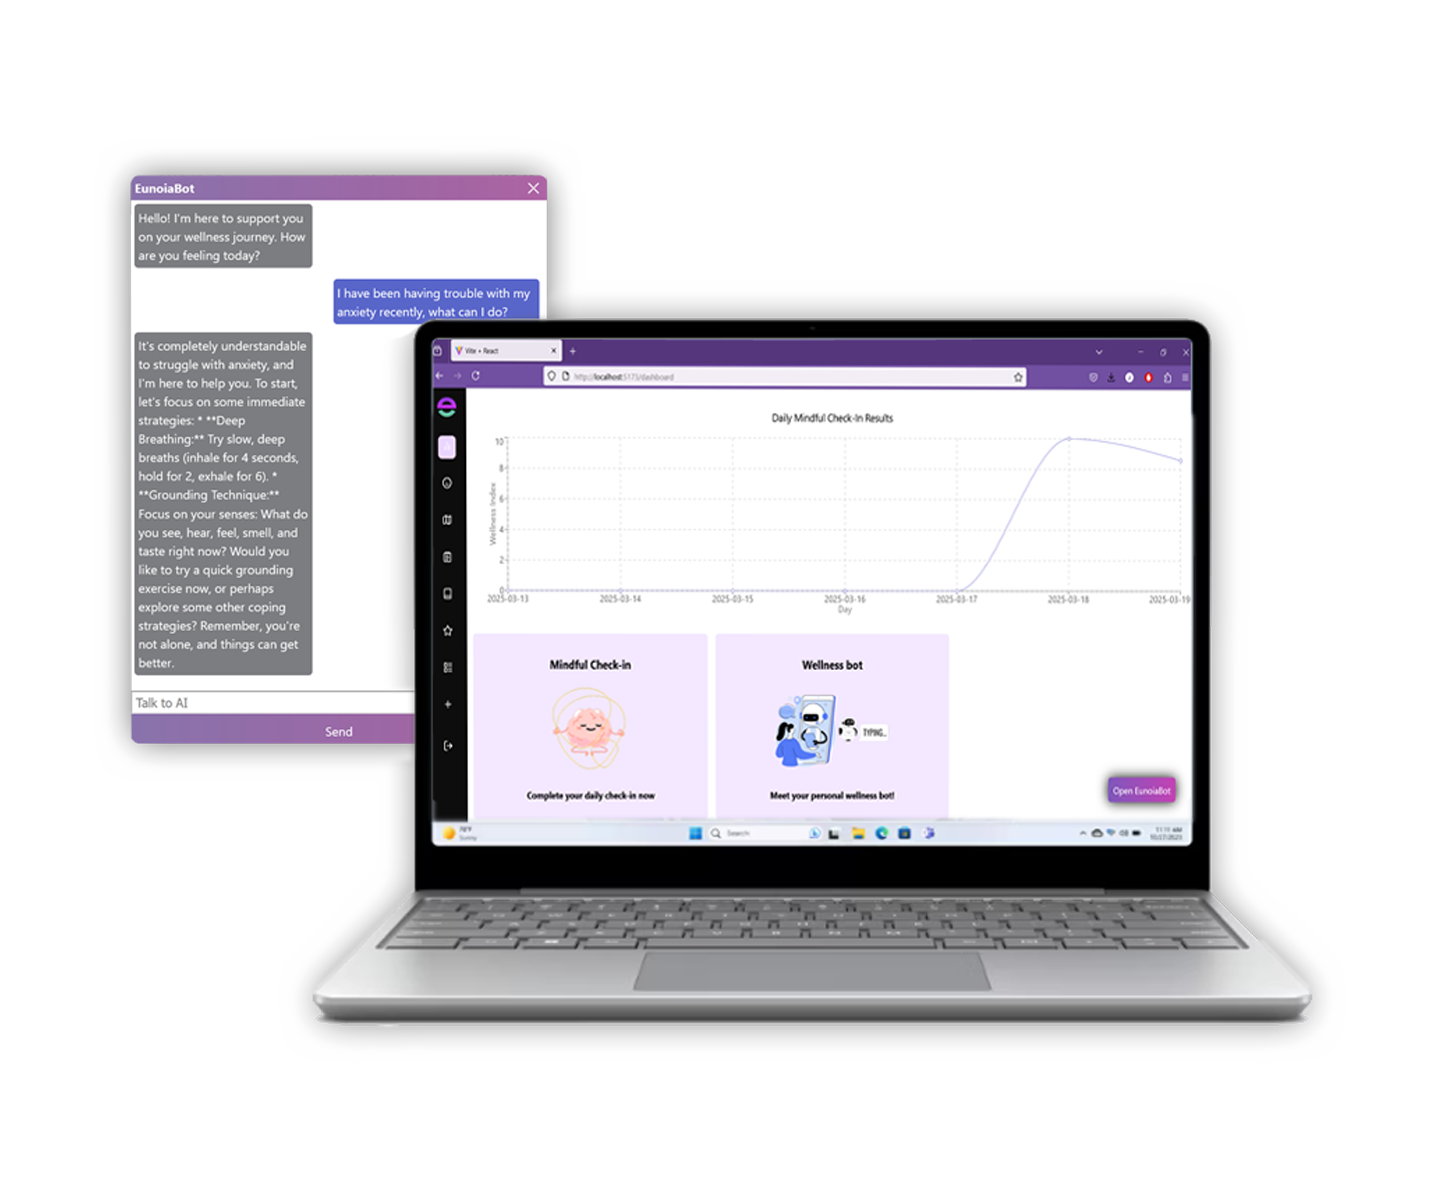 EunoiaBot
Hello! I'm here to support you
on your wellness journey. How
are you feeling today?
I have been having trouble with my
anxiety recently, what can I do?
It's completely understandable
to struggle with anxiety, and
I'm here to help you. To start,
let's focus on some immediate
strategies: * **Deep
Breathing:** Try slow, deep
breaths (inhale for 4 seconds,
hold for 2, exhale for 6). *
**Grounding Technique:**
Focus on your senses: What do
you see, hear, feel, smell, and
taste right now? Would you
like to try a quick grounding
exercise now, or perhaps
explore some other coping
strategies? Remember, you're
not alone, and things can get
better.
Talk to AI
Send
Vite + React
http://localhost:5173/dashboard
Daily Mindful Check-In Results
Wellness Index
10
8
6
4
2
0
2025-03-13
2025-03-14
2025-03-15
2025-03-16
2025-03-17
2025-03-18
2025-03-19
Day
Mindful Check-in
Complete your daily check-in now
Wellness bot
TYPING..
Meet your personal wellness bot!
Open EunoiaBot
Sunny
Search
11:11 AM